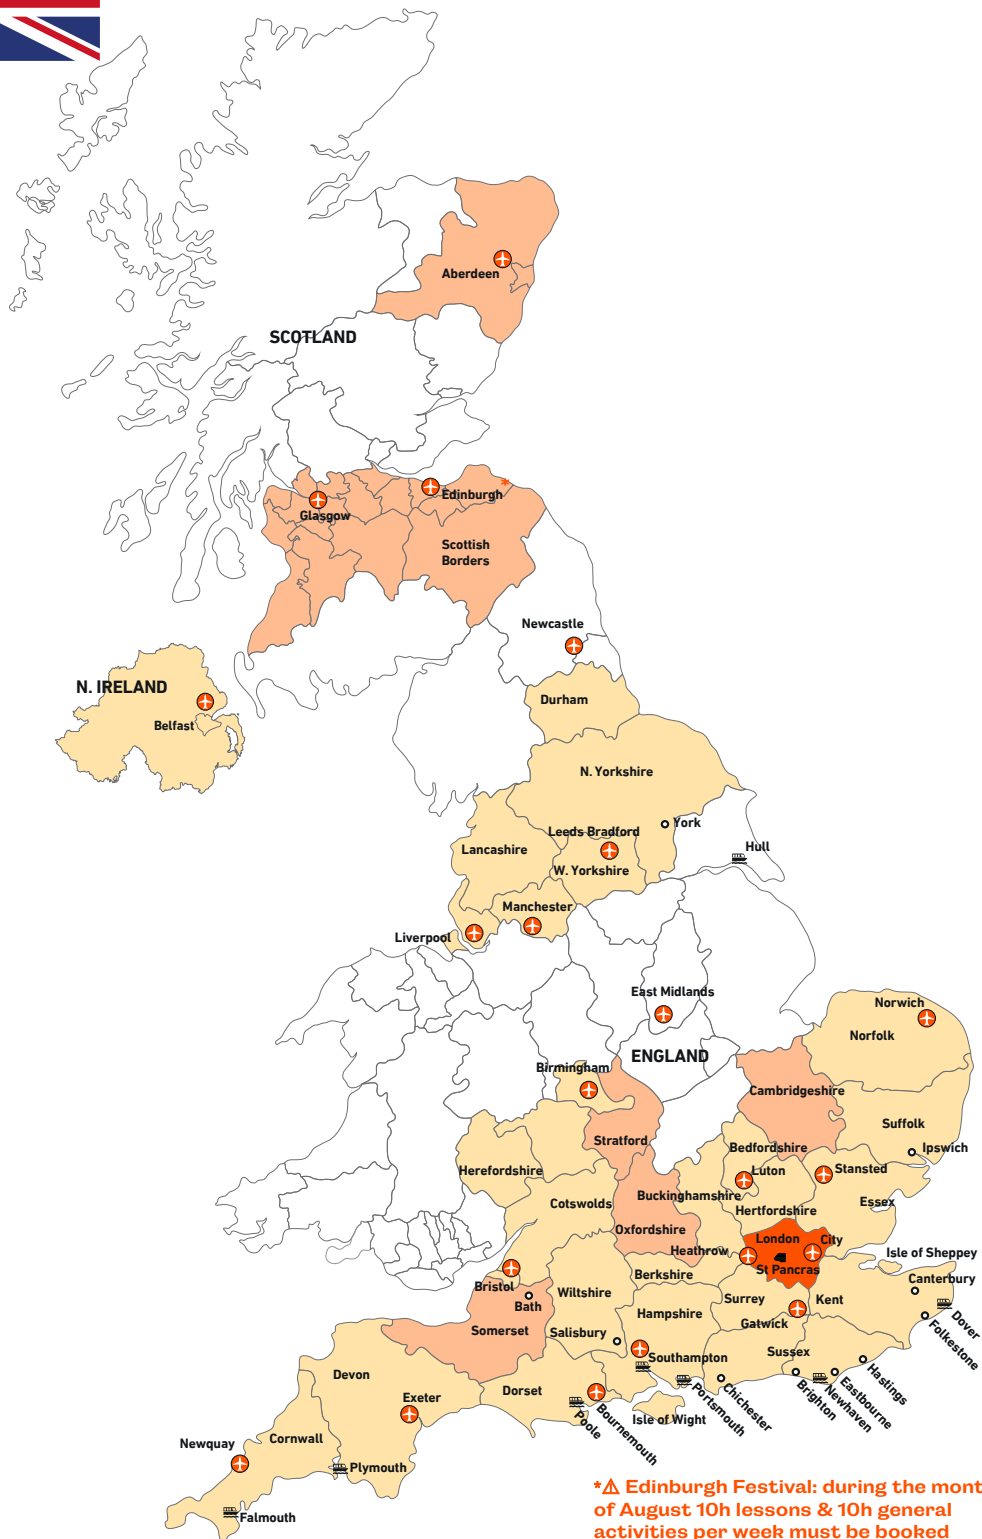 Aberdeen
SCOTLAND
Edinburgh
*
Glasgow
Scottish
Borders
Newcastle
N. IRELAND
Belfast
Durham
N. Yorkshire
York
Leeds Bradford
Hull
Lancashire
W. Yorkshire
Manchester
Liverpool
East Midlands
Norwich
Norfolk
ENGLAND
Birmingham
Cambridgeshire
Suffolk
Stratford
Bedfordshire
Ipswich
Herefordshire
Luton
Stansted
Buckinghamshire
Essex
Cotswolds
Hertfordshire
Oxfordshire
London
City
Heathrow
Isle of Sheppey
St Pancras
Berkshire
Canterbury
Bristol
Wiltshire
Bath
Surrey
Kent
Hampshire
Dover
Gatwick
Somerset
Salisbury
Folkestone
Sussex
Southampton
Hastings
Devon
Eastbourne
Newhaven
Brighton
Chichester
Portsmouth
Dorset
Exeter
Isle of Wight
Poole
Bournemouth
Cornwall
Newquay
Plymouth
Falmouth
*⚠ Edinburgh Festival: during the mont
of August 10h lessons & 10h general
activities per week must be booked